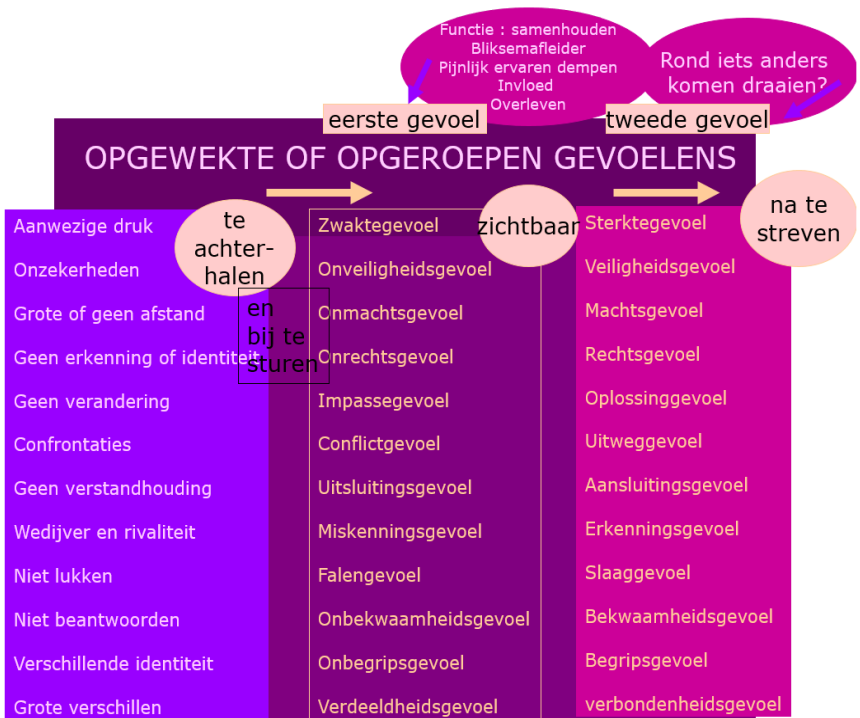 Functie : samenhouden
Bliksemafleider
Pijnlijk ervaren dempen
Invloed
Overleven
Rond iets anders
komen draaien?
eerste gevoel
tweede gevoel
OPGEWEKTE OF OPGEROEPEN GEVOELENS
te
achter-
halen
en
bij te
sturen
zichtbaar
na te
streven
Aanwezige druk
Onzekerheden
Grote of geen afstand
Geen erkenning of identiteit
Geen verandering
Confrontaties
Geen verstandhouding
Wedijver en rivaliteit
Niet lukken
Niet beantwoorden
Verschillende identiteit
Grote verschillen
Zwaktegevoel
Onveiligheidsgevoel
Onmachtsgevoel
Onrechtsgevoel
Impassegevoel
Conflictgevoel
Uitsluitingsgevoel
Miskenningsgevoel
Falengevoel
Onbekwaamheidsgevoel
Onbegripsgevoel
Verdeeldheidsgevoel
Sterktegevoel
Veiligheidsgevoel
Machtsgevoel
Rechtsgevoel
Oplossinggevoel
Uitweggevoel
Aansluitingsgevoel
Erkenningsgevoel
Slaaggevoel
Bekwaamheidsgevoel
Begripsgevoel
verbondenheidsgevoel